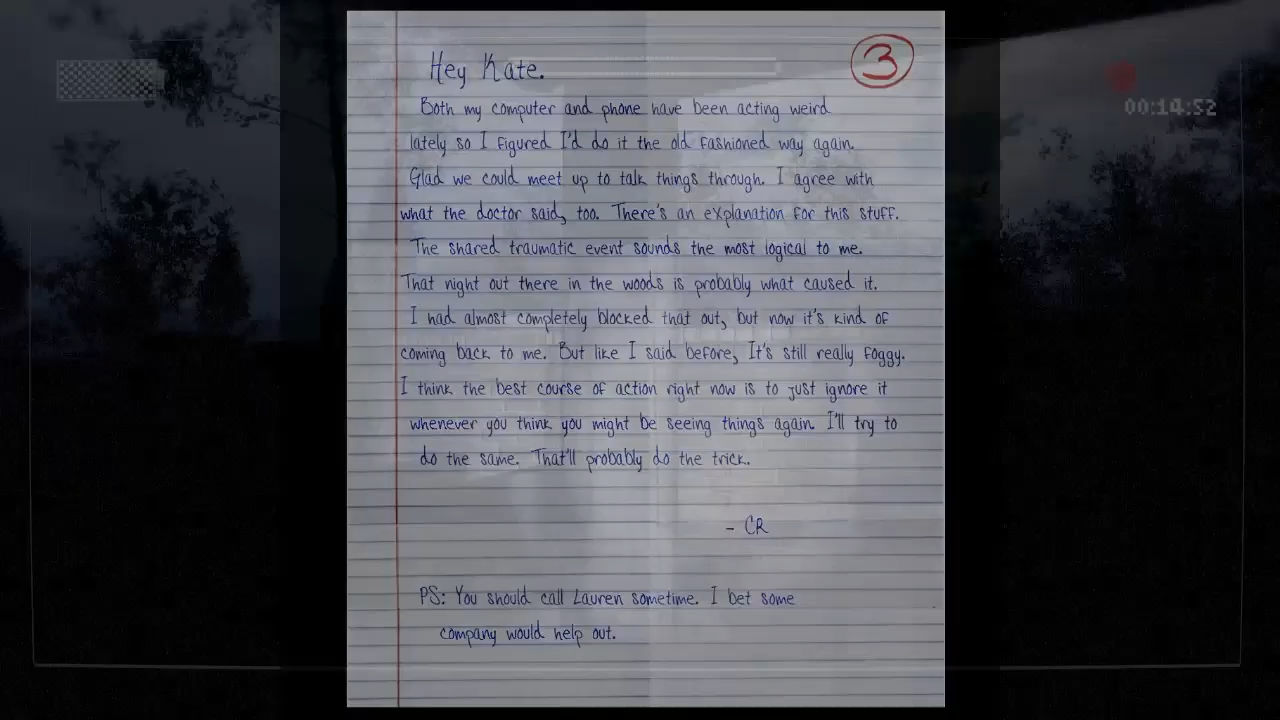 3
Hey Kate.
Both my computer and phone have been acting weird
lately so I figured I'd do it the old fashioned way again.
Glad we could meet up to talk things through. I agree with
what the doctor said, too. There's an explanation for this stuff.
The shared traumatic event sounds the most logical to me.
That night out there in the woods is probably what caused it.
I had almost completely blocked that out, but now it's kind of
coming back to me. But like I said before, It's still really foggy.
I think the best course of action right now is to just ignore it
whenever you think you might be seeing things again. I'll try to
do the same. That'll probably do the trick.
- CR
PS: You should call Lauren sometime. I bet some
company would help out.
00:14:52